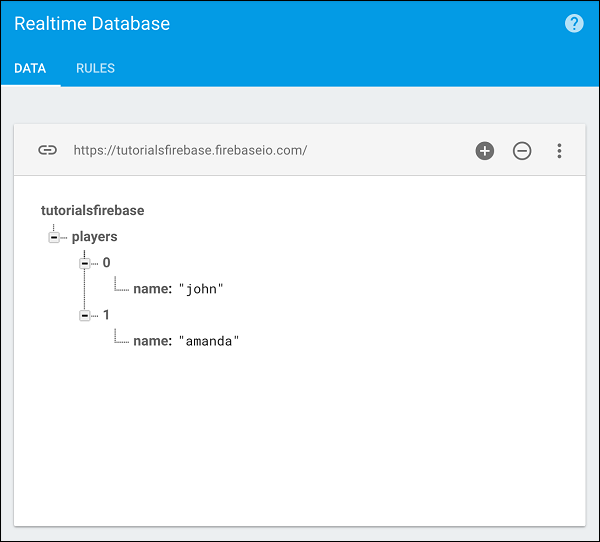 Realtime Database
?
DATA RULES
https://tutorialsfirebase.firebaseio.com/
tutorialsfirebase
players
0
name: "john"
1
name: "amanda"